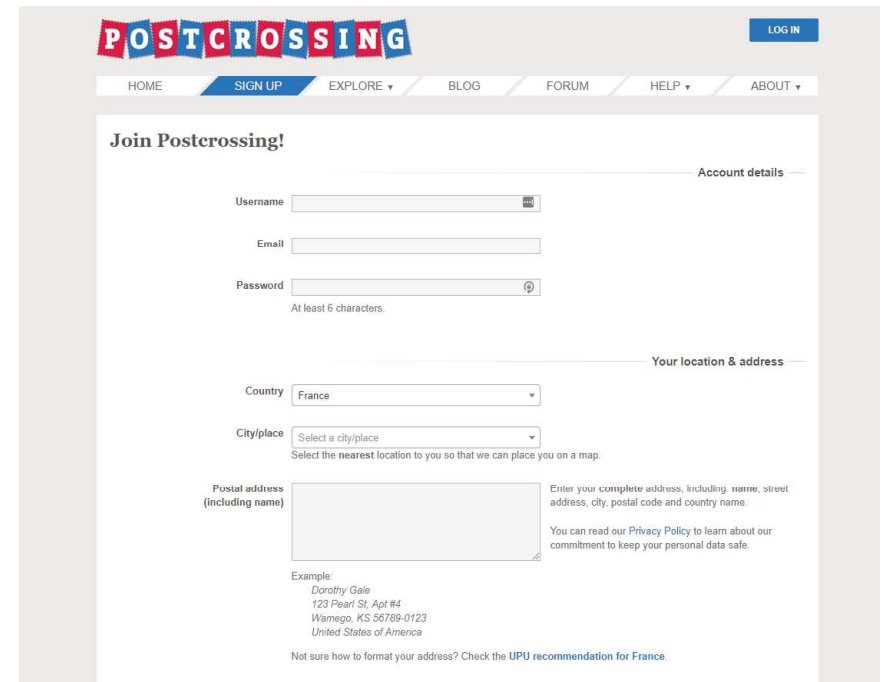 POSTCROSSING
LOG IN
HOME SIGN UP EXPLORE ▾ BLOG FORUM HELP ▾ ABOUT ▾
Join Postcrossing!
Account details
Username
Email
Password
At least 6 characters.
Your location & address
Country France
City/place Select a city/place
Select the nearest location to you so that we can place you on a map.
Postal address
(including name)
Enter your complete address, including: name, street
address, city, postal code and country name.
You can read our Privacy Policy to learn about our
commitment to keep your personal data safe.
Example:
Dorothy Gale
123 Pearl St, Apt #4
Wamego, KS 56789-0123
United States of America
Not sure how to format your address? Check the UPU recommendation for France.